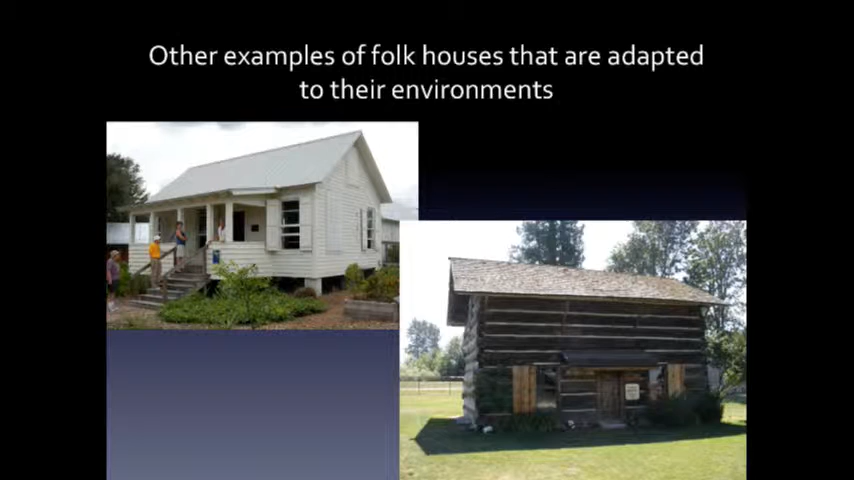 Other examples of folk houses that are adapted
to their environments